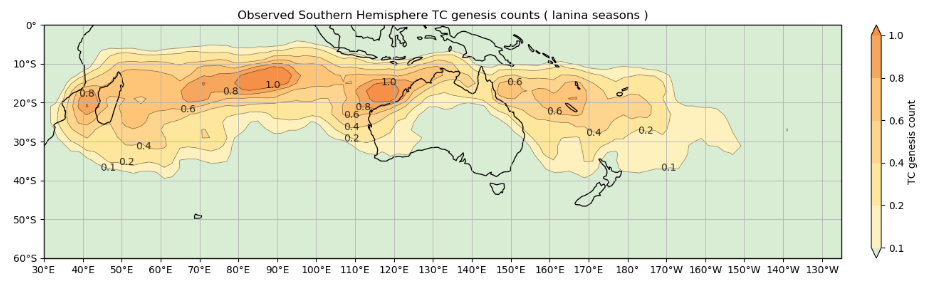 Observed Southern Hemisphere TC genesis counts ( lanina seasons )
0°
10°S
20°S
30°S
40°S
50°S
60°S
30°E 40°E 50°E 60°E 70°E 80°E 90°E 100°E 110°E 120°E 130°E 140°E 150°E 160°E 170°E 180° 170°W 160°W 150°W 140°W 130°W
0.8
0.6
0.8
1.0
1.0
0.8
0.6
0.4
0.2
0.6
0.6
0.4
0.2
0.4
0.2
0.1
0.1
1.0
0.8
0.6
0.4
0.2
0.1
TC genesis count